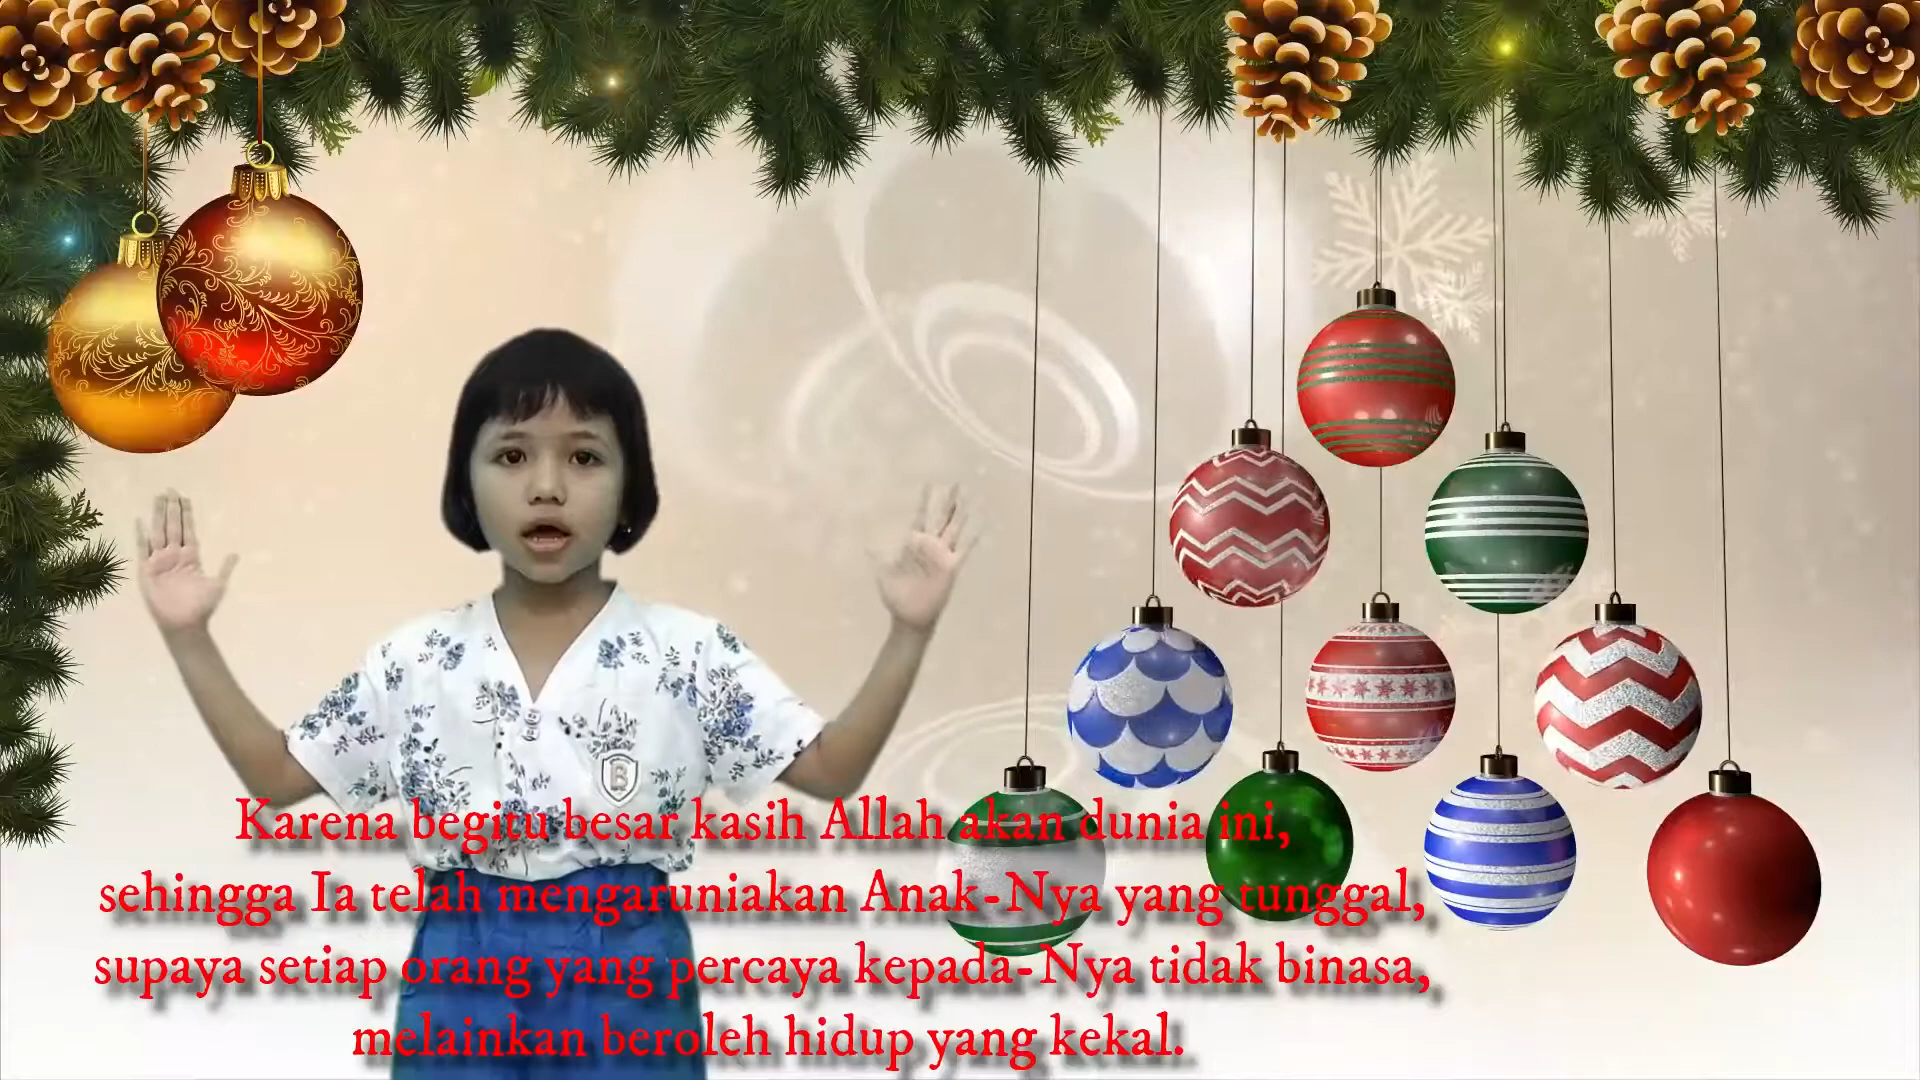 B
Karena begitu besar kasih Allah akan dunia ini,
sehingga Ia telah mengaruniakan Anak-Nya yang tunggal,
supaya setiap orang yang percaya kepada-Nya tidak binasa,
melainkan beroleh hidup yang kekal.